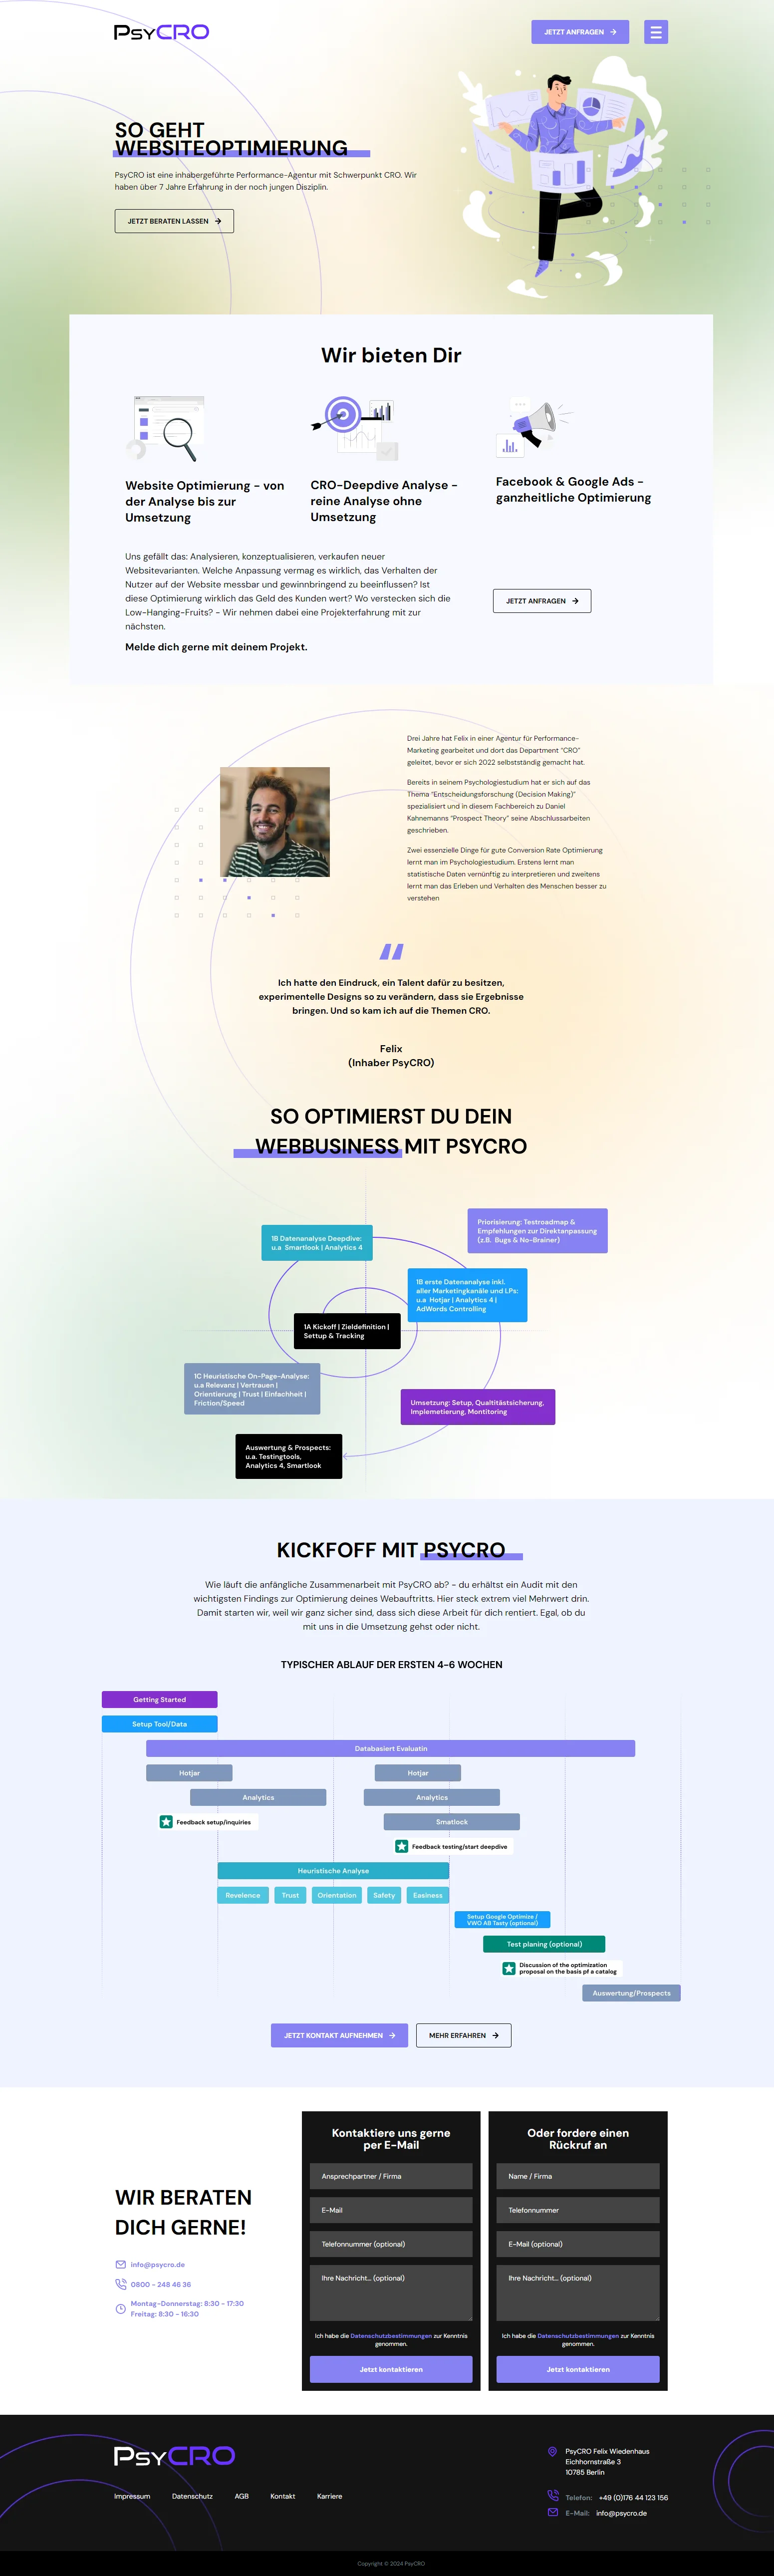 PsyCRO
JETZT ANFRAGEN
SO GEHT
WEBSITEOPTIMIERUNG
PsyCRO ist eine inhabergeführte Performance-Agentur mit Schwerpunkt CRO. Wir
haben über 7 Jahre Erfahrung in der noch jungen Disziplin.
JETZT BERATEN LASSEN
Wir bieten Dir
Website Optimierung - von
der Analyse bis zur
Umsetzung
CRO-Deepdive Analyse -
reine Analyse ohne
Umsetzung
Facebook & Google Ads -
ganzheitliche Optimierung
Uns gefällt das: Analysieren, konzeptualisieren, verkaufen neuer
Websitevarianten. Welche Anpassung vermag es wirklich, das Verhalten der
Nutzer auf der Website messbar und gewinnbringend zu beeinflussen? Ist
diese Optimierung wirklich das Geld des Kunden wert? Wo verstecken sich die
Low-Hanging-Fruits? - Wir nehmen dabei eine Projekterfahrung mit zur
nächsten.
Melde dich gerne mit deinem Projekt.
JETZT ANFRAGEN
Drei Jahre hat Felix in einer Agentur für Performance-
Marketing gearbeitet und dort das Department "CRO"
geleitet, bevor er sich 2022 selbstständig gemacht hat.
Bereits in seinem Psychologiestudium hat er sich auf das
Thema "Entscheidungsforschung (Decision Making)"
spezialisiert und in diesem Fachbereich zu Daniel
Kahnemanns "Prospect Theory" seine Abschlussarbeiten
geschrieben.
Zwei essenzielle Dinge für gute Conversion Rate Optimierung
lernt man im Psychologiestudium. Erstens lernt man
statistische Daten vernünftig zu interpretieren und zweitens
lernt man das Erleben und Verhalten des Menschen besser zu
verstehen
Ich hatte den Eindruck, ein Talent dafür zu besitzen,
experimentelle Designs so zu verändern, dass sie Ergebnisse
bringen. Und so kam ich auf die Themen CRO.
Felix
(Inhaber PsyCRO)
SO OPTIMIERST DU DEIN
WEBBUSINESS MIT PSYCRO
Priorisierung: Testroadmap &
Empfehlungen zur Direktanpassung
(z.B. Bugs & No-Brainer)
1B Datenanalyse Deepdive:
u.a Smartlook | Analytics 4
1B erste Datenanalyse inkl.
aller Marketingkanäle und LPs:
u.a Hotjar | Analytics 4 |
AdWords Controlling
1A Kickoff | Zieldefinition |
Settup & Tracking
1C Heuristische On-Page-Analyse:
u.a Relevanz | Vertrauen |
Orientierung | Trust | Einfachheit |
Friction/Speed
Umsetzung: Setup, Qualtitätsicherung,
Implemetierung, Montitoring
Auswertung & Prospects:
u.a. Testingtools,
Analytics 4, Smartlook
KICKFOFF MIT PSYCRO
Wie läuft die anfängliche Zusammenarbeit mit PsyCRO ab? - du erhältst ein Audit mit den
wichtigsten Findings zur Optimierung deines Webauftritts. Hier steckt extrem viel Mehrwert drin.
Damit starten wir, weil wir ganz sicher sind, dass sich diese Arbeit für dich rentiert. Egal, ob du
mit uns in die Umsetzung gehst oder nicht.
TYPISCHER ABLAUF DER ERSTEN 4-6 WOCHEN
Getting Started
Setup Tool/Data
Databasiert Evaluatin
Hotjar
Hotjar
Analytics
Analytics
Feedback setup/inquiries
Smatlock
Feedback testing/start deepdive
Heuristische Analyse
Revelence
Trust
Orientation
Safety
Easiness
Setup Google Optimize /
VWO AB Tasty (optional)
Test planing (optional)
Discussion of the optimization
proposal on the basis pf a catalog
Auswertung/Prospects
JETZT KONTAKT AUFNEHMEN
MEHR ERFAHREN
WIR BERATEN
DICH GERNE!
info@psycro.de
0800 - 248 46 36
Montag-Donnerstag: 8:30 - 17:30
Freitag: 8:30 - 16:30
Kontaktiere uns gerne
per E-Mail
Ansprechpartner / Firma
E-Mail
Telefonnummer (optional)
Ihre Nachricht... (optional)
Ich habe die Datenschutzbestimmungen zur Kenntnis
genommen.
Jetzt kontaktieren
Oder fordere einen
Rückruf an
Name / Firma
Telefonnummer
E-Mail (optional)
Ihre Nachricht... (optional)
Ich habe die Datenschutzbestimmungen zur Kenntnis
genommen.
Jetzt kontaktieren
PsyCRO
Impressum
Datenschutz
AGB
Kontakt
Karriere
PsyCRO Felix Wiedenhaus
Eichhornstraße 3
10785 Berlin
Telefon: +49 (0)176 44 123 156
E-Mail: info@psycro.de
Copyright © 2024 PsyCRO